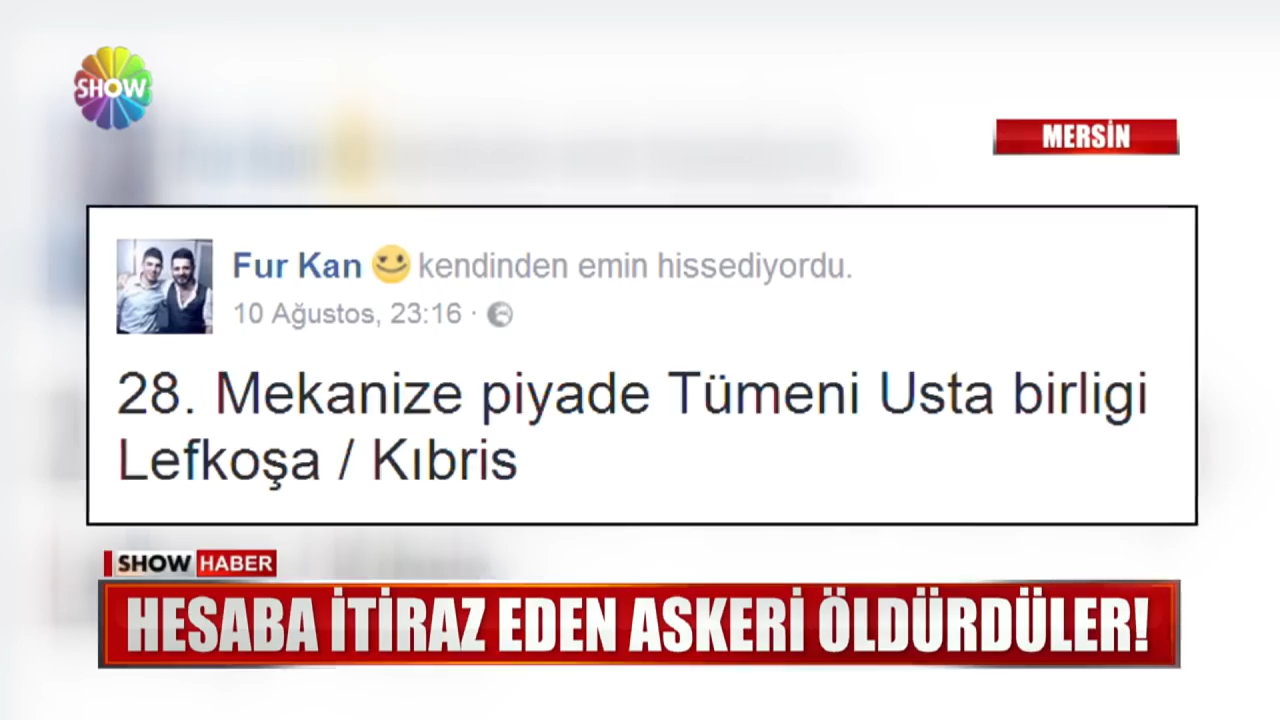 SHOW
MERSİN
Fur Kan kendinden emin hissediyordu.
10 Ağustos, 23:16 ·
28. Mekanize piyade Tümeni Usta birligi
Lefkoşa / Kıbris
SHOW HABER
HESABA İTİRAZ EDEN ASKERİ ÖLDÜRDÜLER!